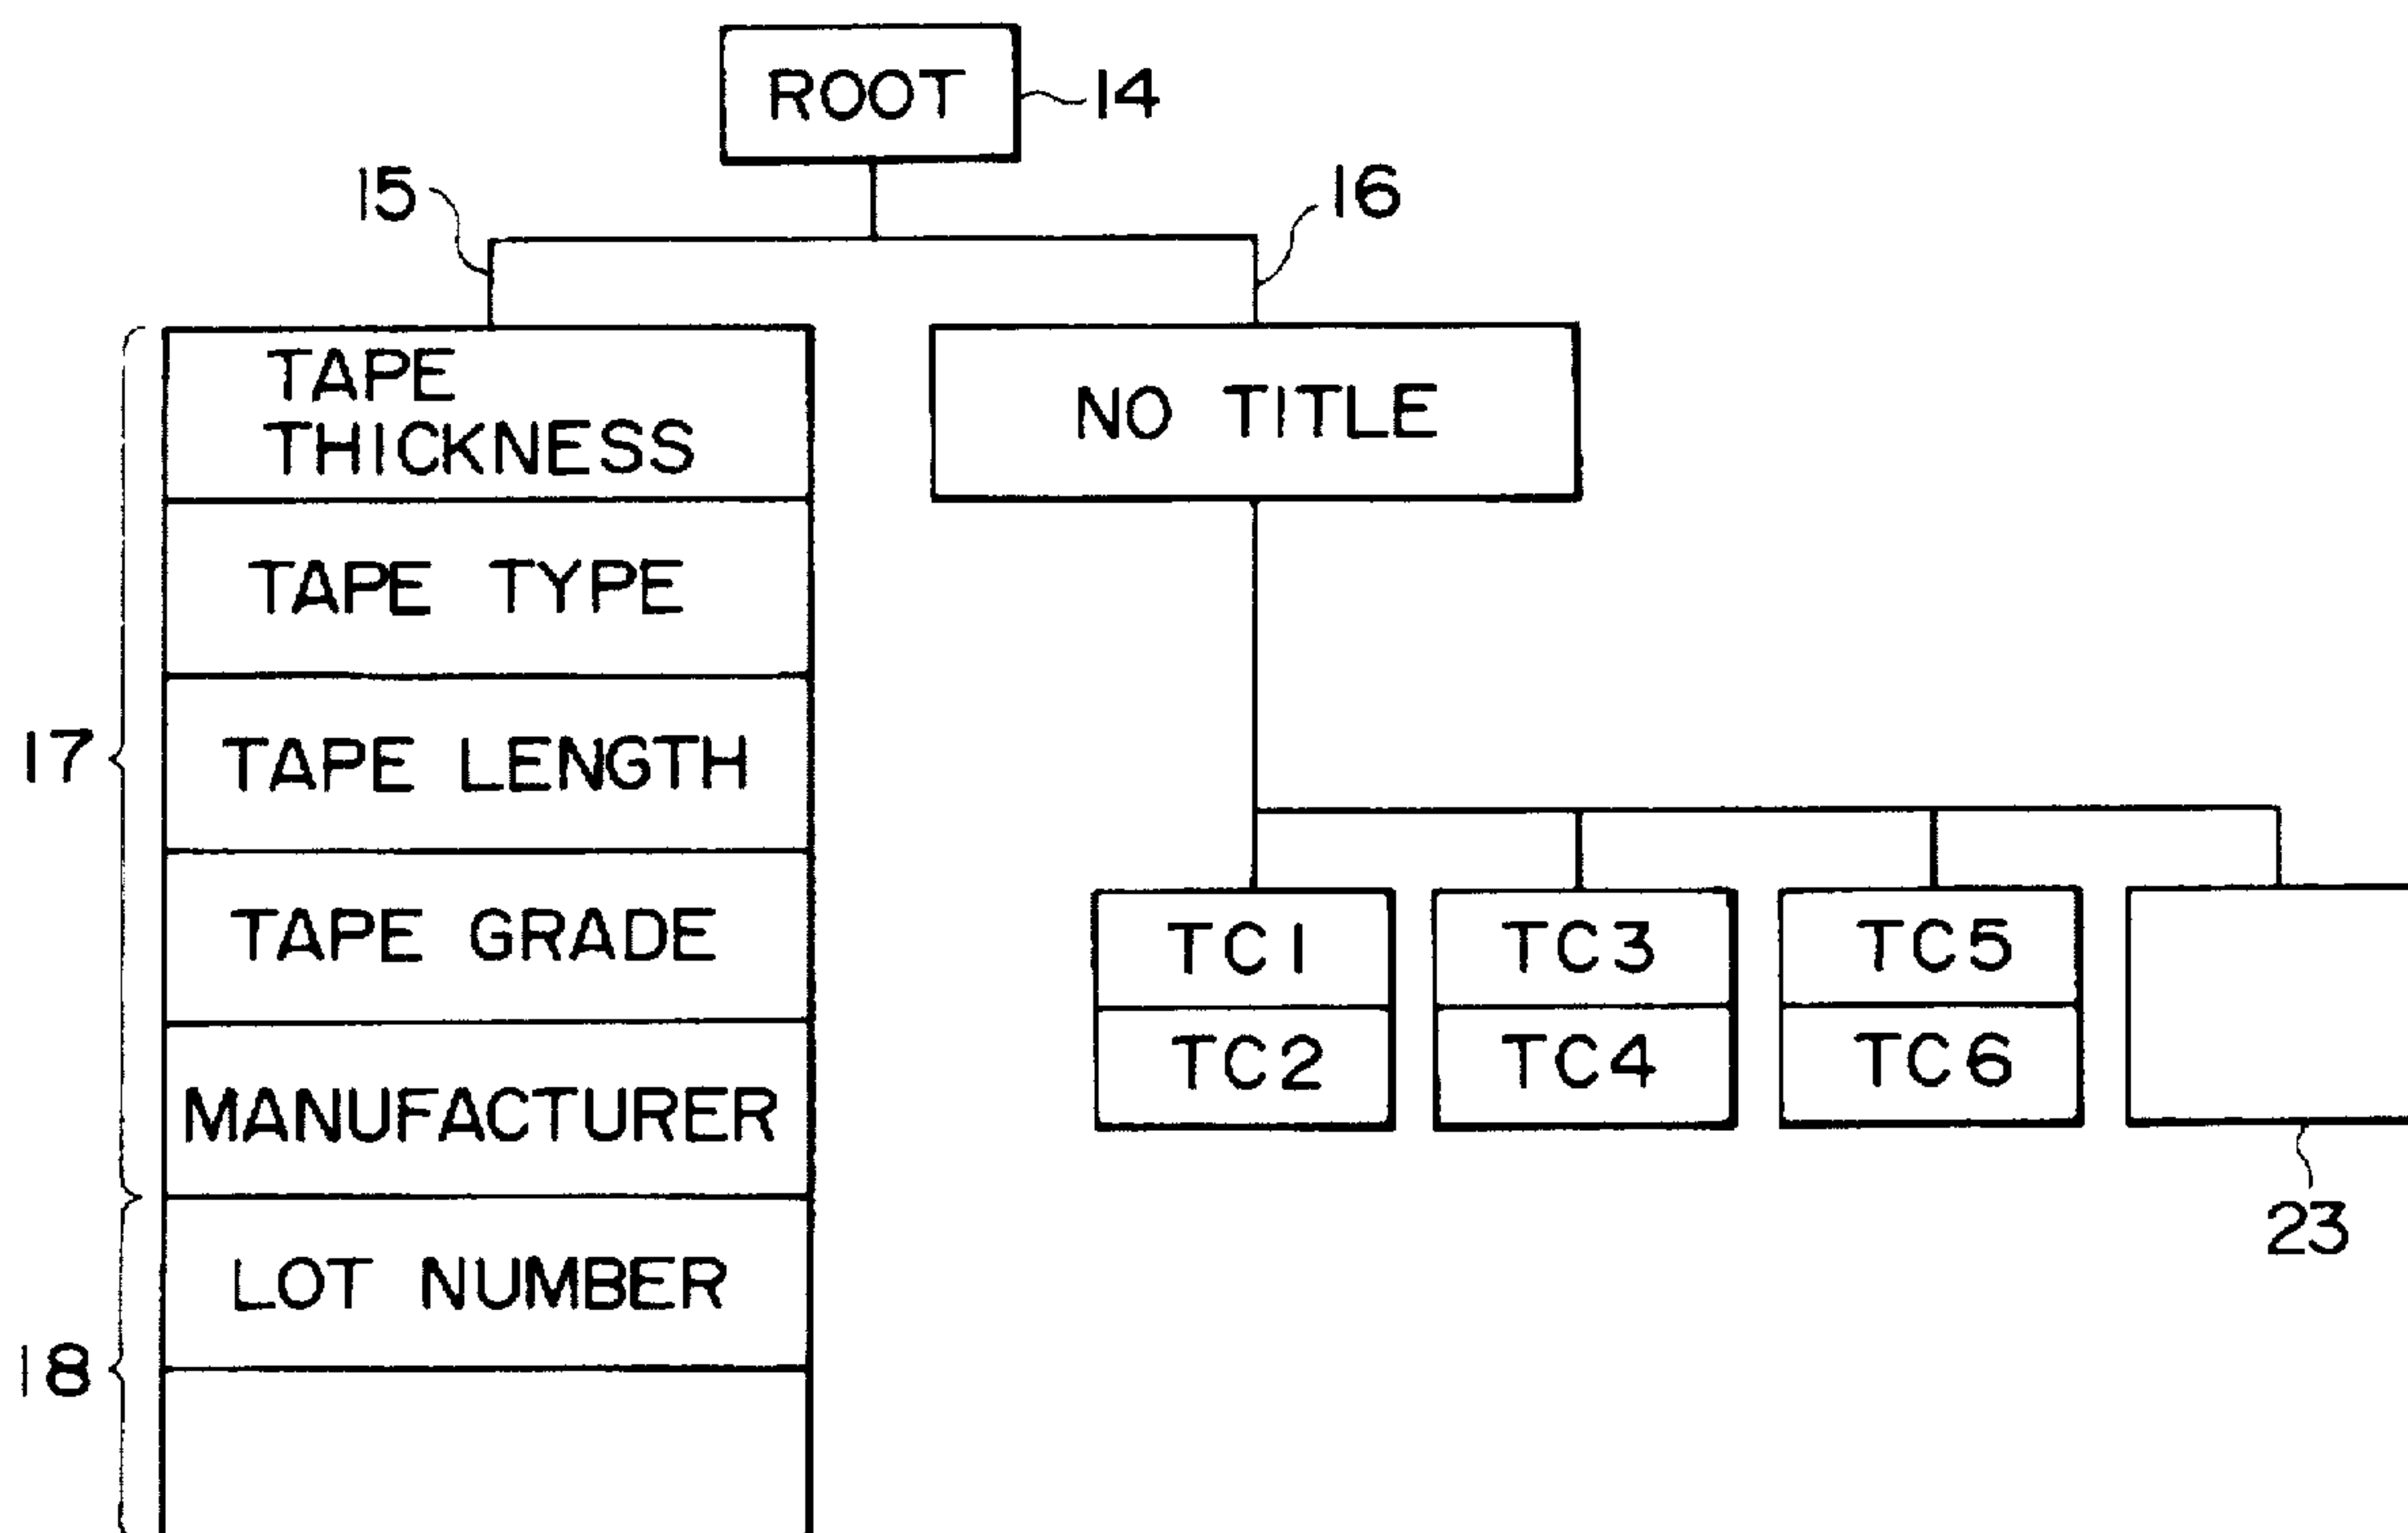 ROOT
14
15
16
TAPE
THICKNESS
NO TITLE
TAPE TYPE
17
TAPE LENGTH
TAPE GRADE
TC1
TC3
TC5
TC2
TC4
TC6
MANUFACTURER
23
LOT NUMBER
18